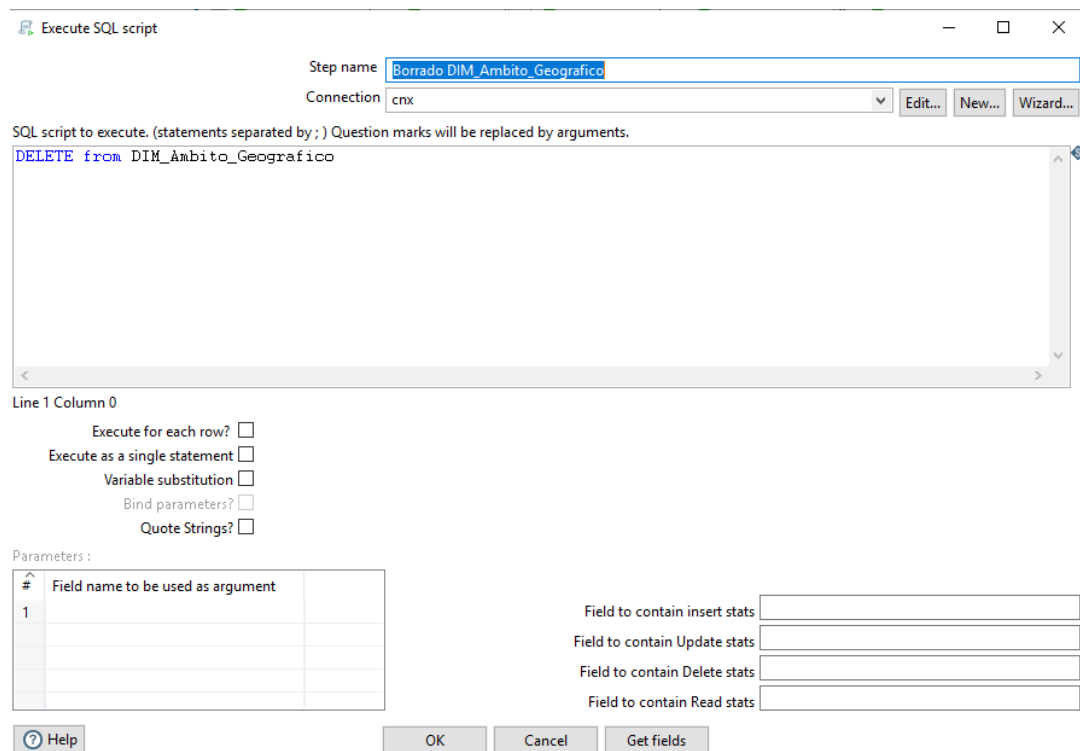 Execute SQL script
Step name Borrado DIM_Ambito_Geografico
Connection cnx Edit... New... Wizard...
SQL script to execute. (statements separated by ; ) Question marks will be replaced by arguments.
DELETE from DIM_Ambito_Geografico
Line 1 Column 0
Execute for each row?
Execute as a single statement
Variable substitution
Bind parameters?
Quote Strings?
Parameters :
# Field name to be used as argument
1
Field to contain insert stats
Field to contain Update stats
Field to contain Delete stats
Field to contain Read stats
Help OK Cancel Get fields